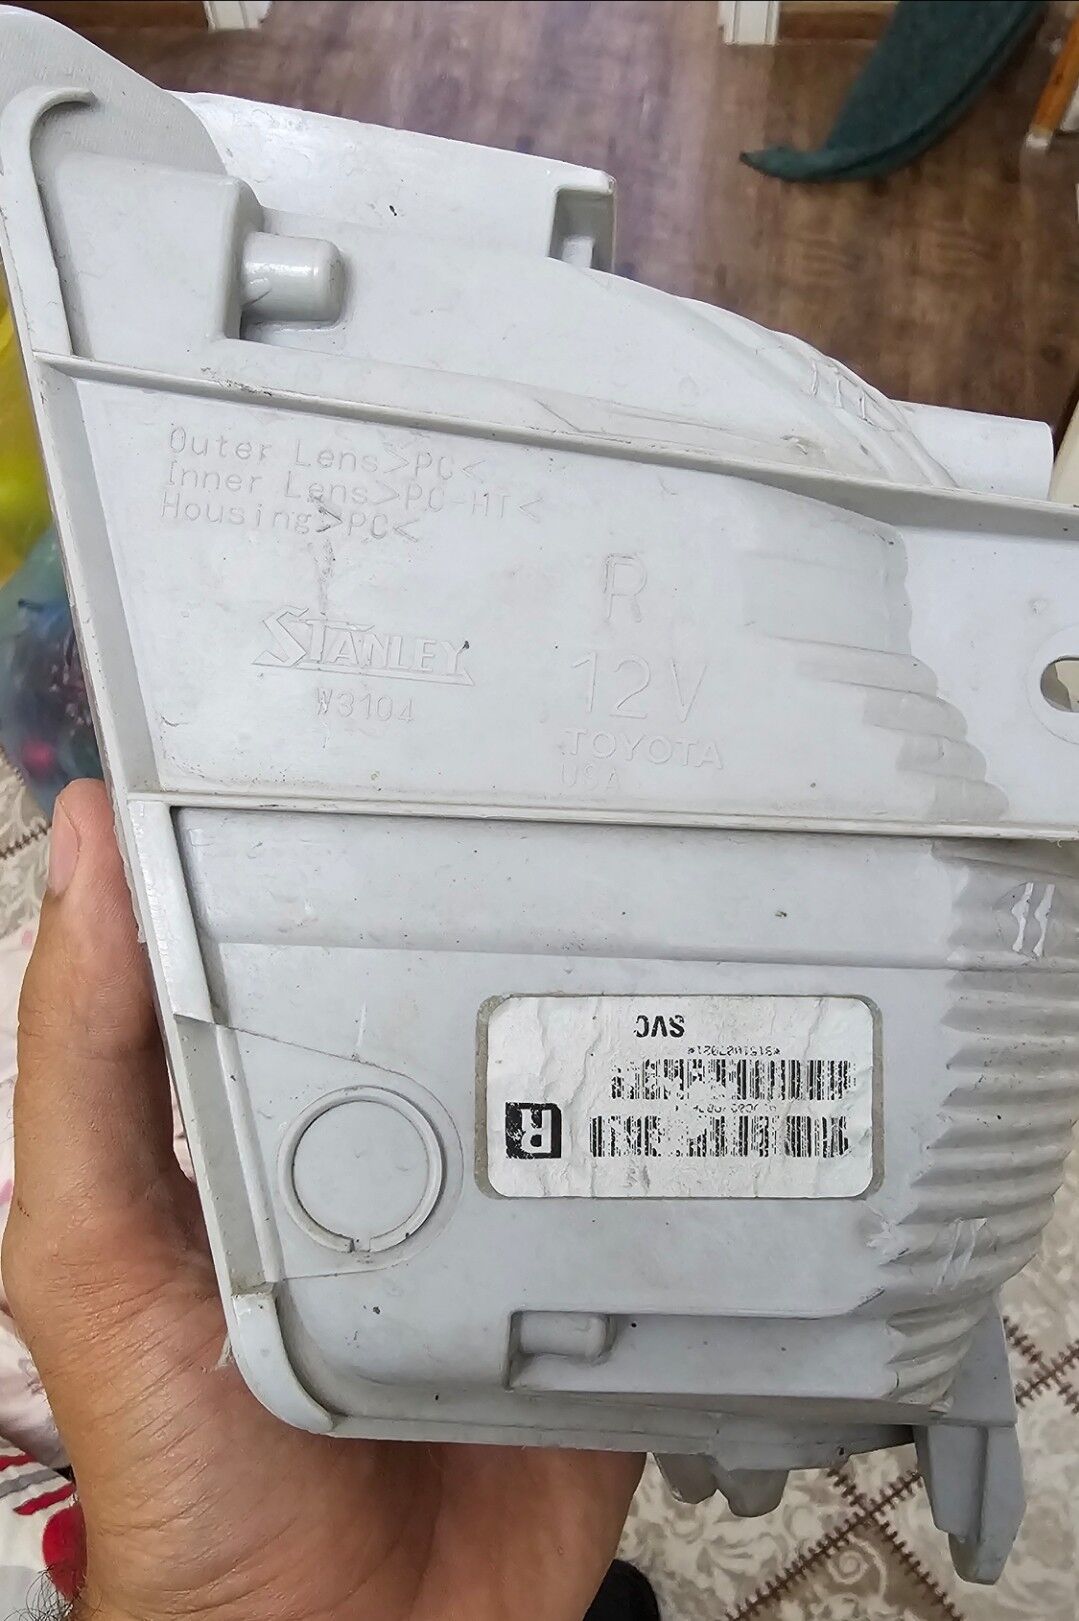 Outer Lens>PC<
Inner Lens>PC-HT<
Housing>PC<
R
STANLEY
12V
W3104
TOYOTA
USA
SVC
R